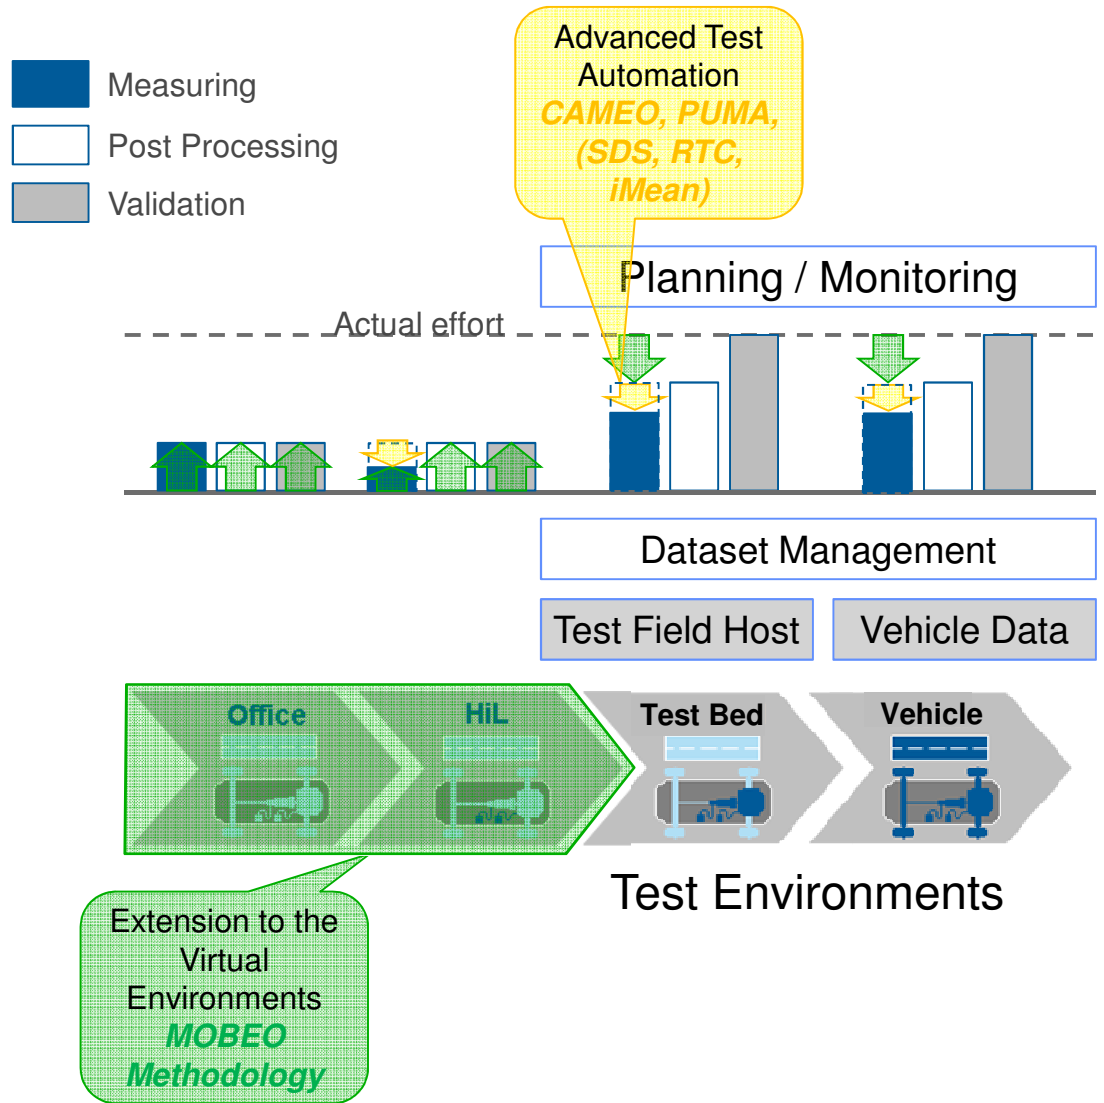 Advanced Test
Automation
CAMEO, PUMA,
(SDS, RTC,
iMean)
Measuring
Post Processing
Validation
Planning / Monitoring
Actual effort
Dataset Management
Test Field Host
Vehicle Data
Office
HiL
Test Bed
Vehicle
Test Environments
Extension to the
Virtual
Environments
MOBEO
Methodology